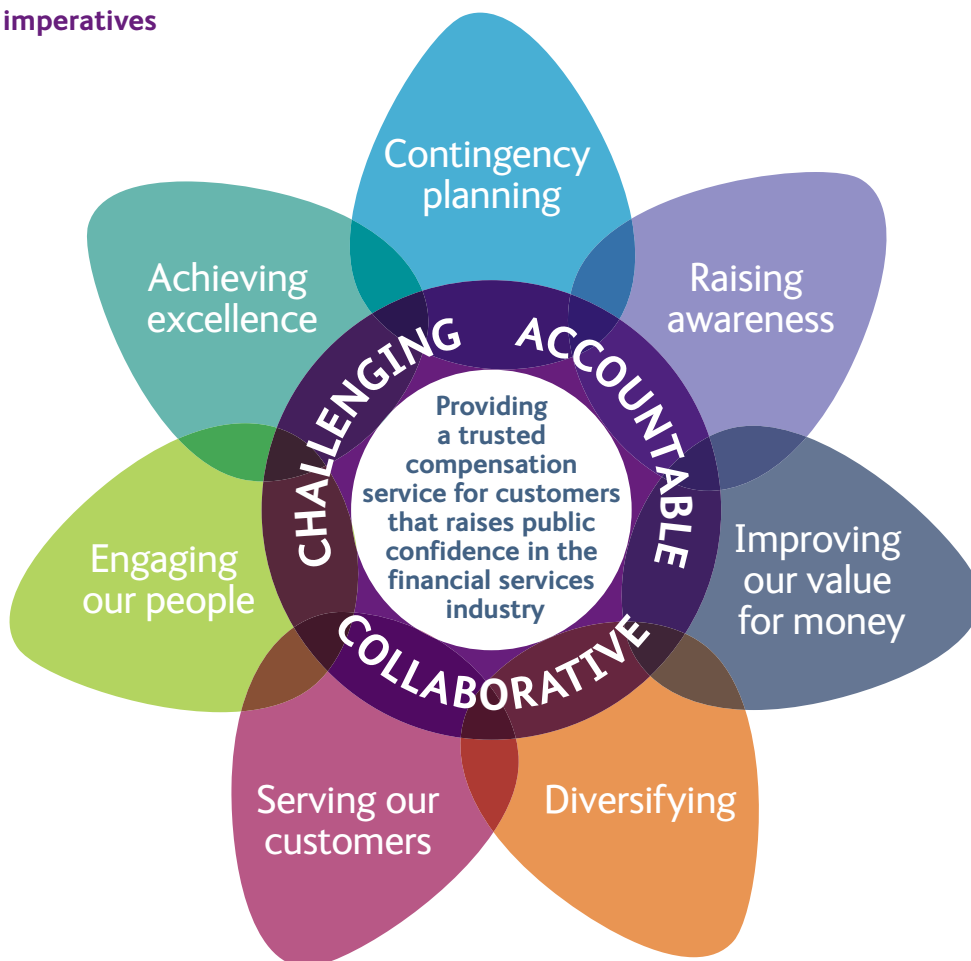 imperatives
Contingency
planning
Achieving
excellence
Raising
awareness
CHALLENGING
ACCOUNTABLE
Providing
a trusted
compensation
service for customers
that raises public
confidence in the
financial services
industry
Engaging
our people
Improving
our value
for money
COLLABORATIVE
Serving our
customers
Diversifying